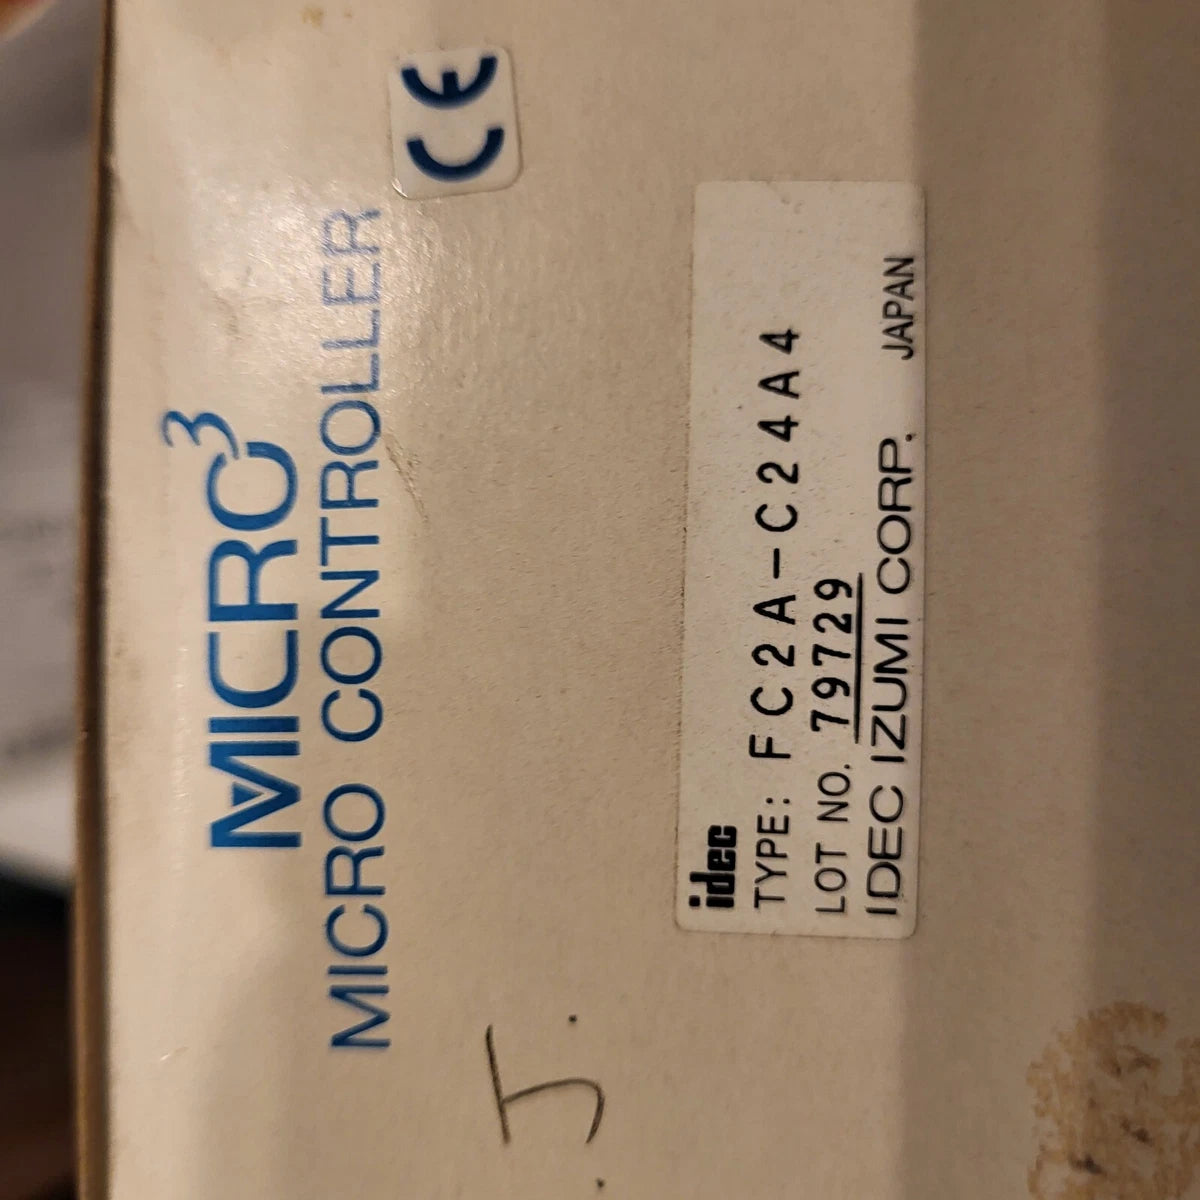 MICRO³
MICRO CONTROLLER
CE
idec
TYPE: FC2A-C24A4
LOT NO. 79729
IDEC IZUMI CORP. JAPAN
J.